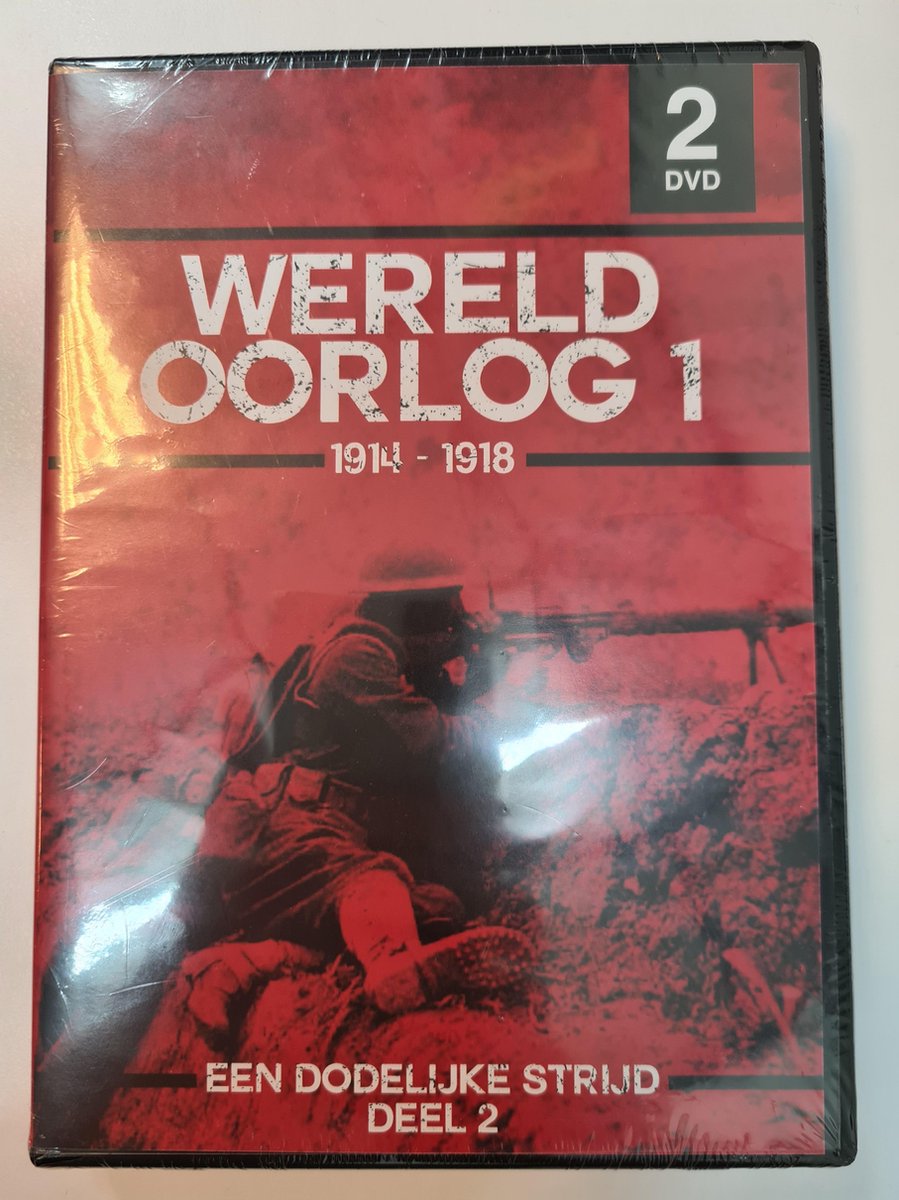 2
DVD
WERELD
OORLOG 1
1914 - 1918
EEN DODELIJKE STRIJD
DEEL 2